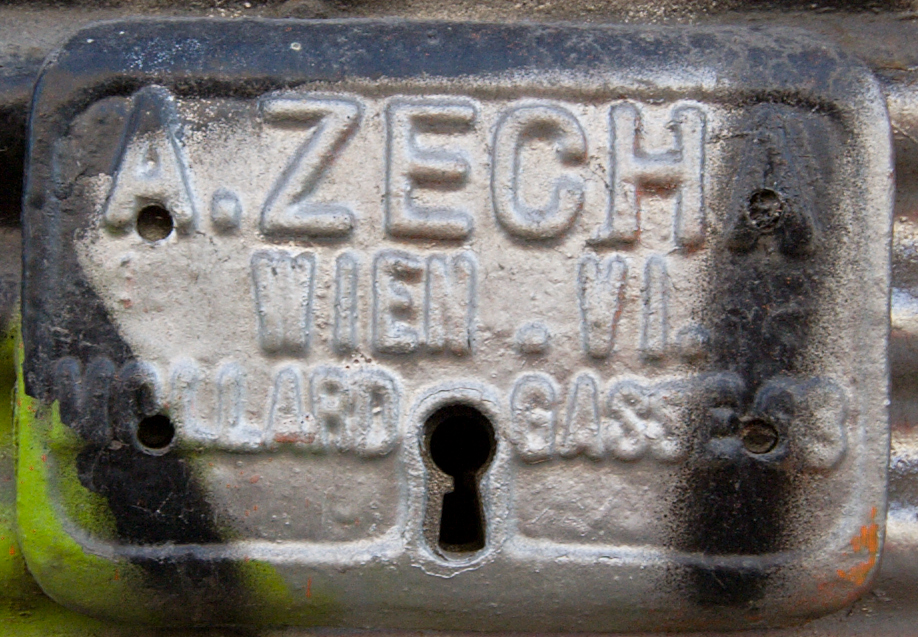 A. ZECHA
WIEN . VI.
MOLLARD GASSE